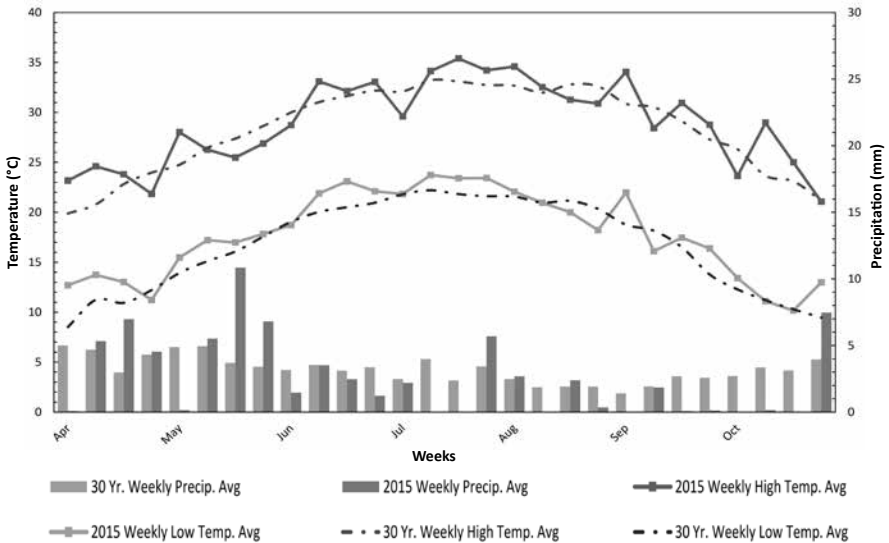 40
35
30
25
20
15
10
5
0
Temperature (°C)
30
25
20
15
10
5
0
Precipitation (mm)
Apr May Jun Jul Aug Sep Oct
Weeks
30 Yr. Weekly Precip. Avg 2015 Weekly Precip. Avg 2015 Weekly High Temp. Avg
2015 Weekly Low Temp. Avg 30 Yr. Weekly High Temp. Avg 30 Yr. Weekly Low Temp. Avg